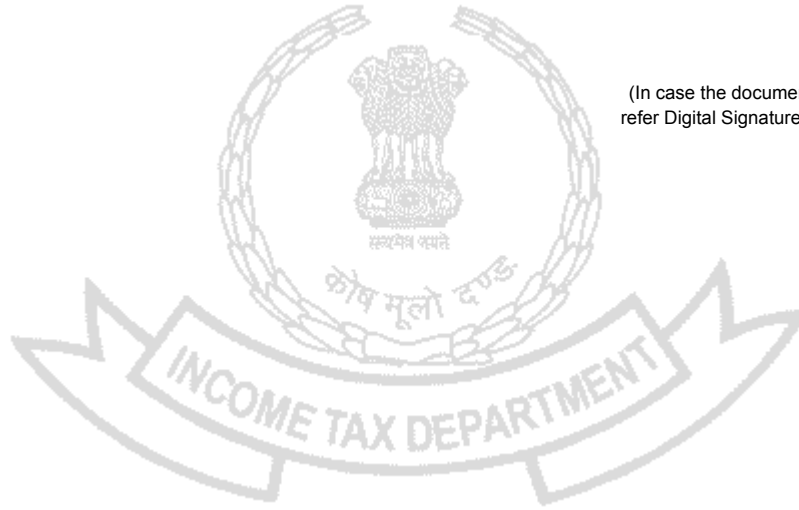 (In case the docume
refer Digital Signature
सत्यमेव जयते
कोष मूलो दण्ड:
INCOME TAX DEPARTMENT